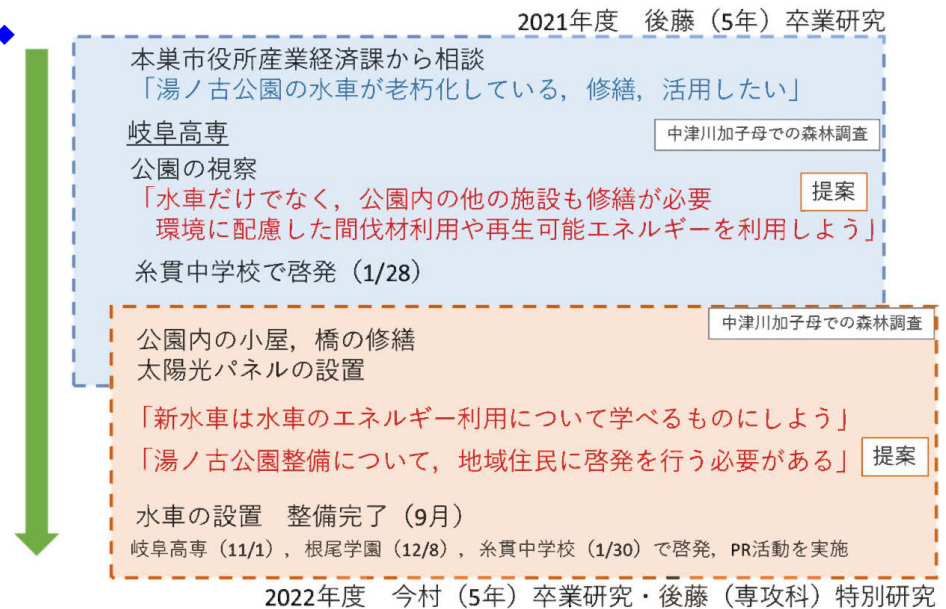 2021年度　後藤（5年）卒業研究
本巣市役所産業経済課から相談
「湯ノ古公園の水車が老朽化している，修繕，活用したい」
岐阜高専
中津川加子母での森林調査
公園の視察
「水車だけでなく，公園内の他の施設も修繕が必要
提案
環境に配慮した間伐材利用や再生可能エネルギーを利用しよう」
糸貫中学校で啓発（1/28）
中津川加子母での森林調査
公園内の小屋，橋の修繕
太陽光パネルの設置
「新水車は水車のエネルギー利用について学べるものにしよう」
「湯ノ古公園整備について，地域住民に啓発を行う必要がある」
提案
水車の設置　整備完了（9月）
岐阜高専（11/1），根尾学園（12/8），糸貫中学校（1/30）で啓発，PR活動を実施
2022年度　今村（5年）卒業研究・後藤（専攻科）特別研究